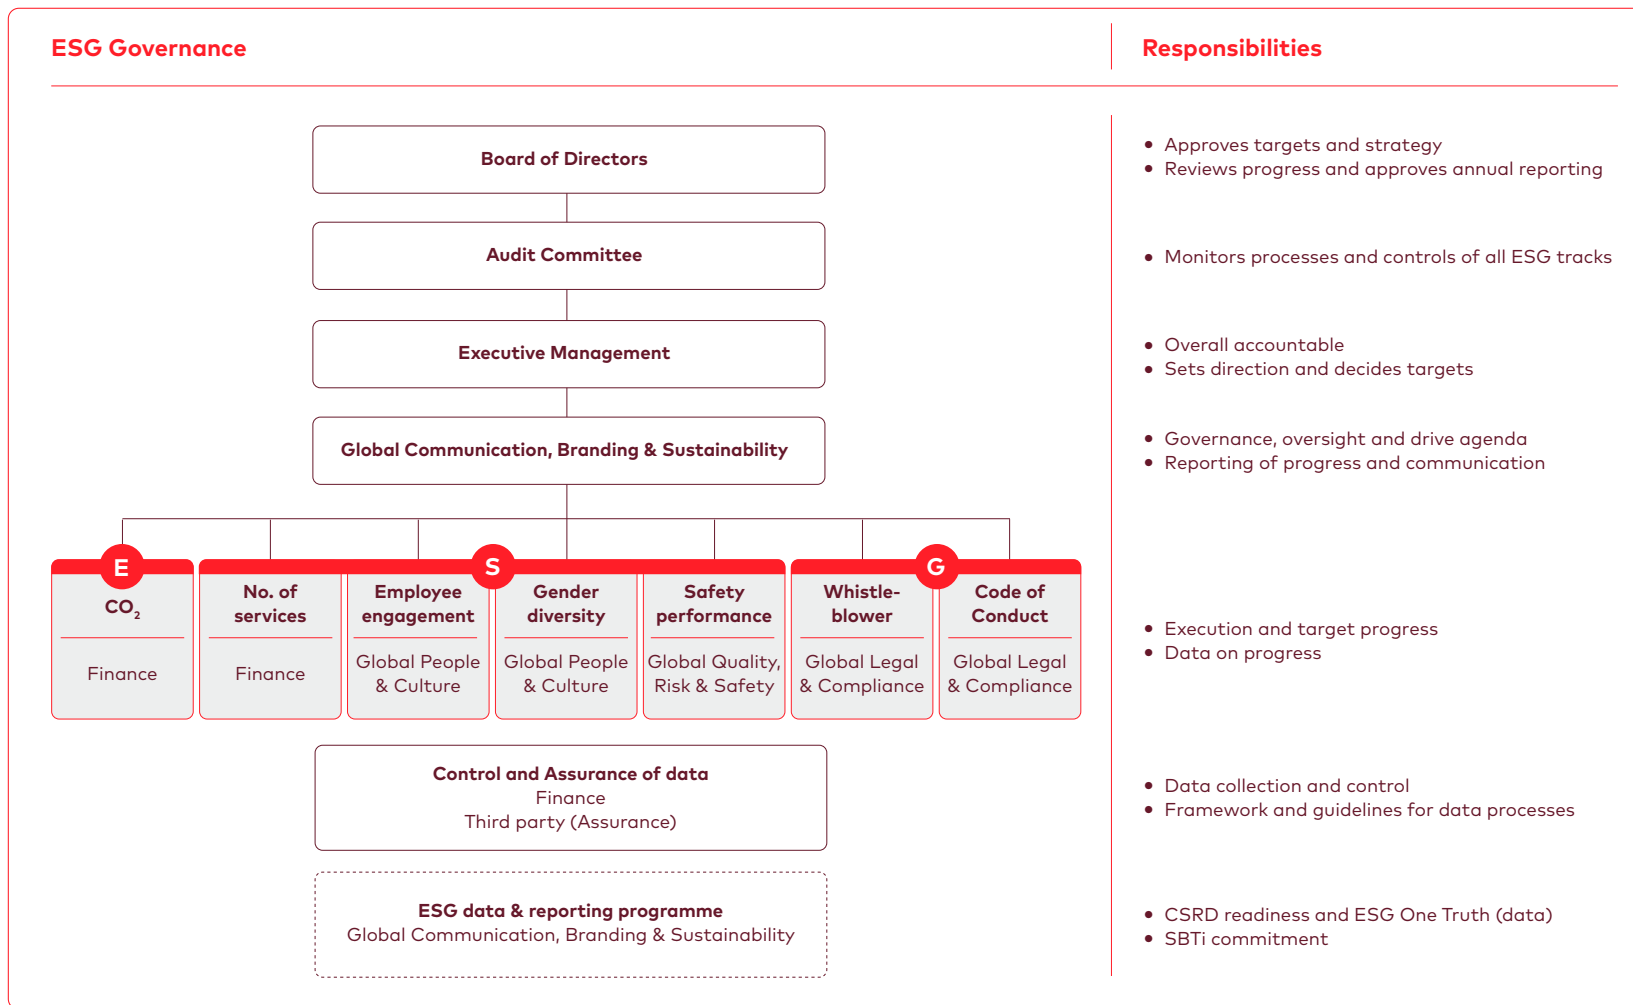 ESG Governance
Responsibilities
Board of Directors
• Approves targets and strategy
• Reviews progress and approves annual reporting
Audit Committee
• Monitors processes and controls of all ESG tracks
Executive Management
• Overall accountable
• Sets direction and decides targets
Global Communication, Branding & Sustainability
• Governance, oversight and drive agenda
• Reporting of progress and communication
E
CO₂
Finance
S
No. of
services
Finance
Employee
engagement
Global People
& Culture
Gender
diversity
Global People
& Culture
Safety
performance
Global Quality,
Risk & Safety
G
Whistle-
blower
Global Legal
& Compliance
Code of
Conduct
Global Legal
& Compliance
• Execution and target progress
• Data on progress
Control and Assurance of data
Finance
Third party (Assurance)
• Data collection and control
• Framework and guidelines for data processes
ESG data & reporting programme
Global Communication, Branding & Sustainability
• CSRD readiness and ESG One Truth (data)
• SBTi commitment